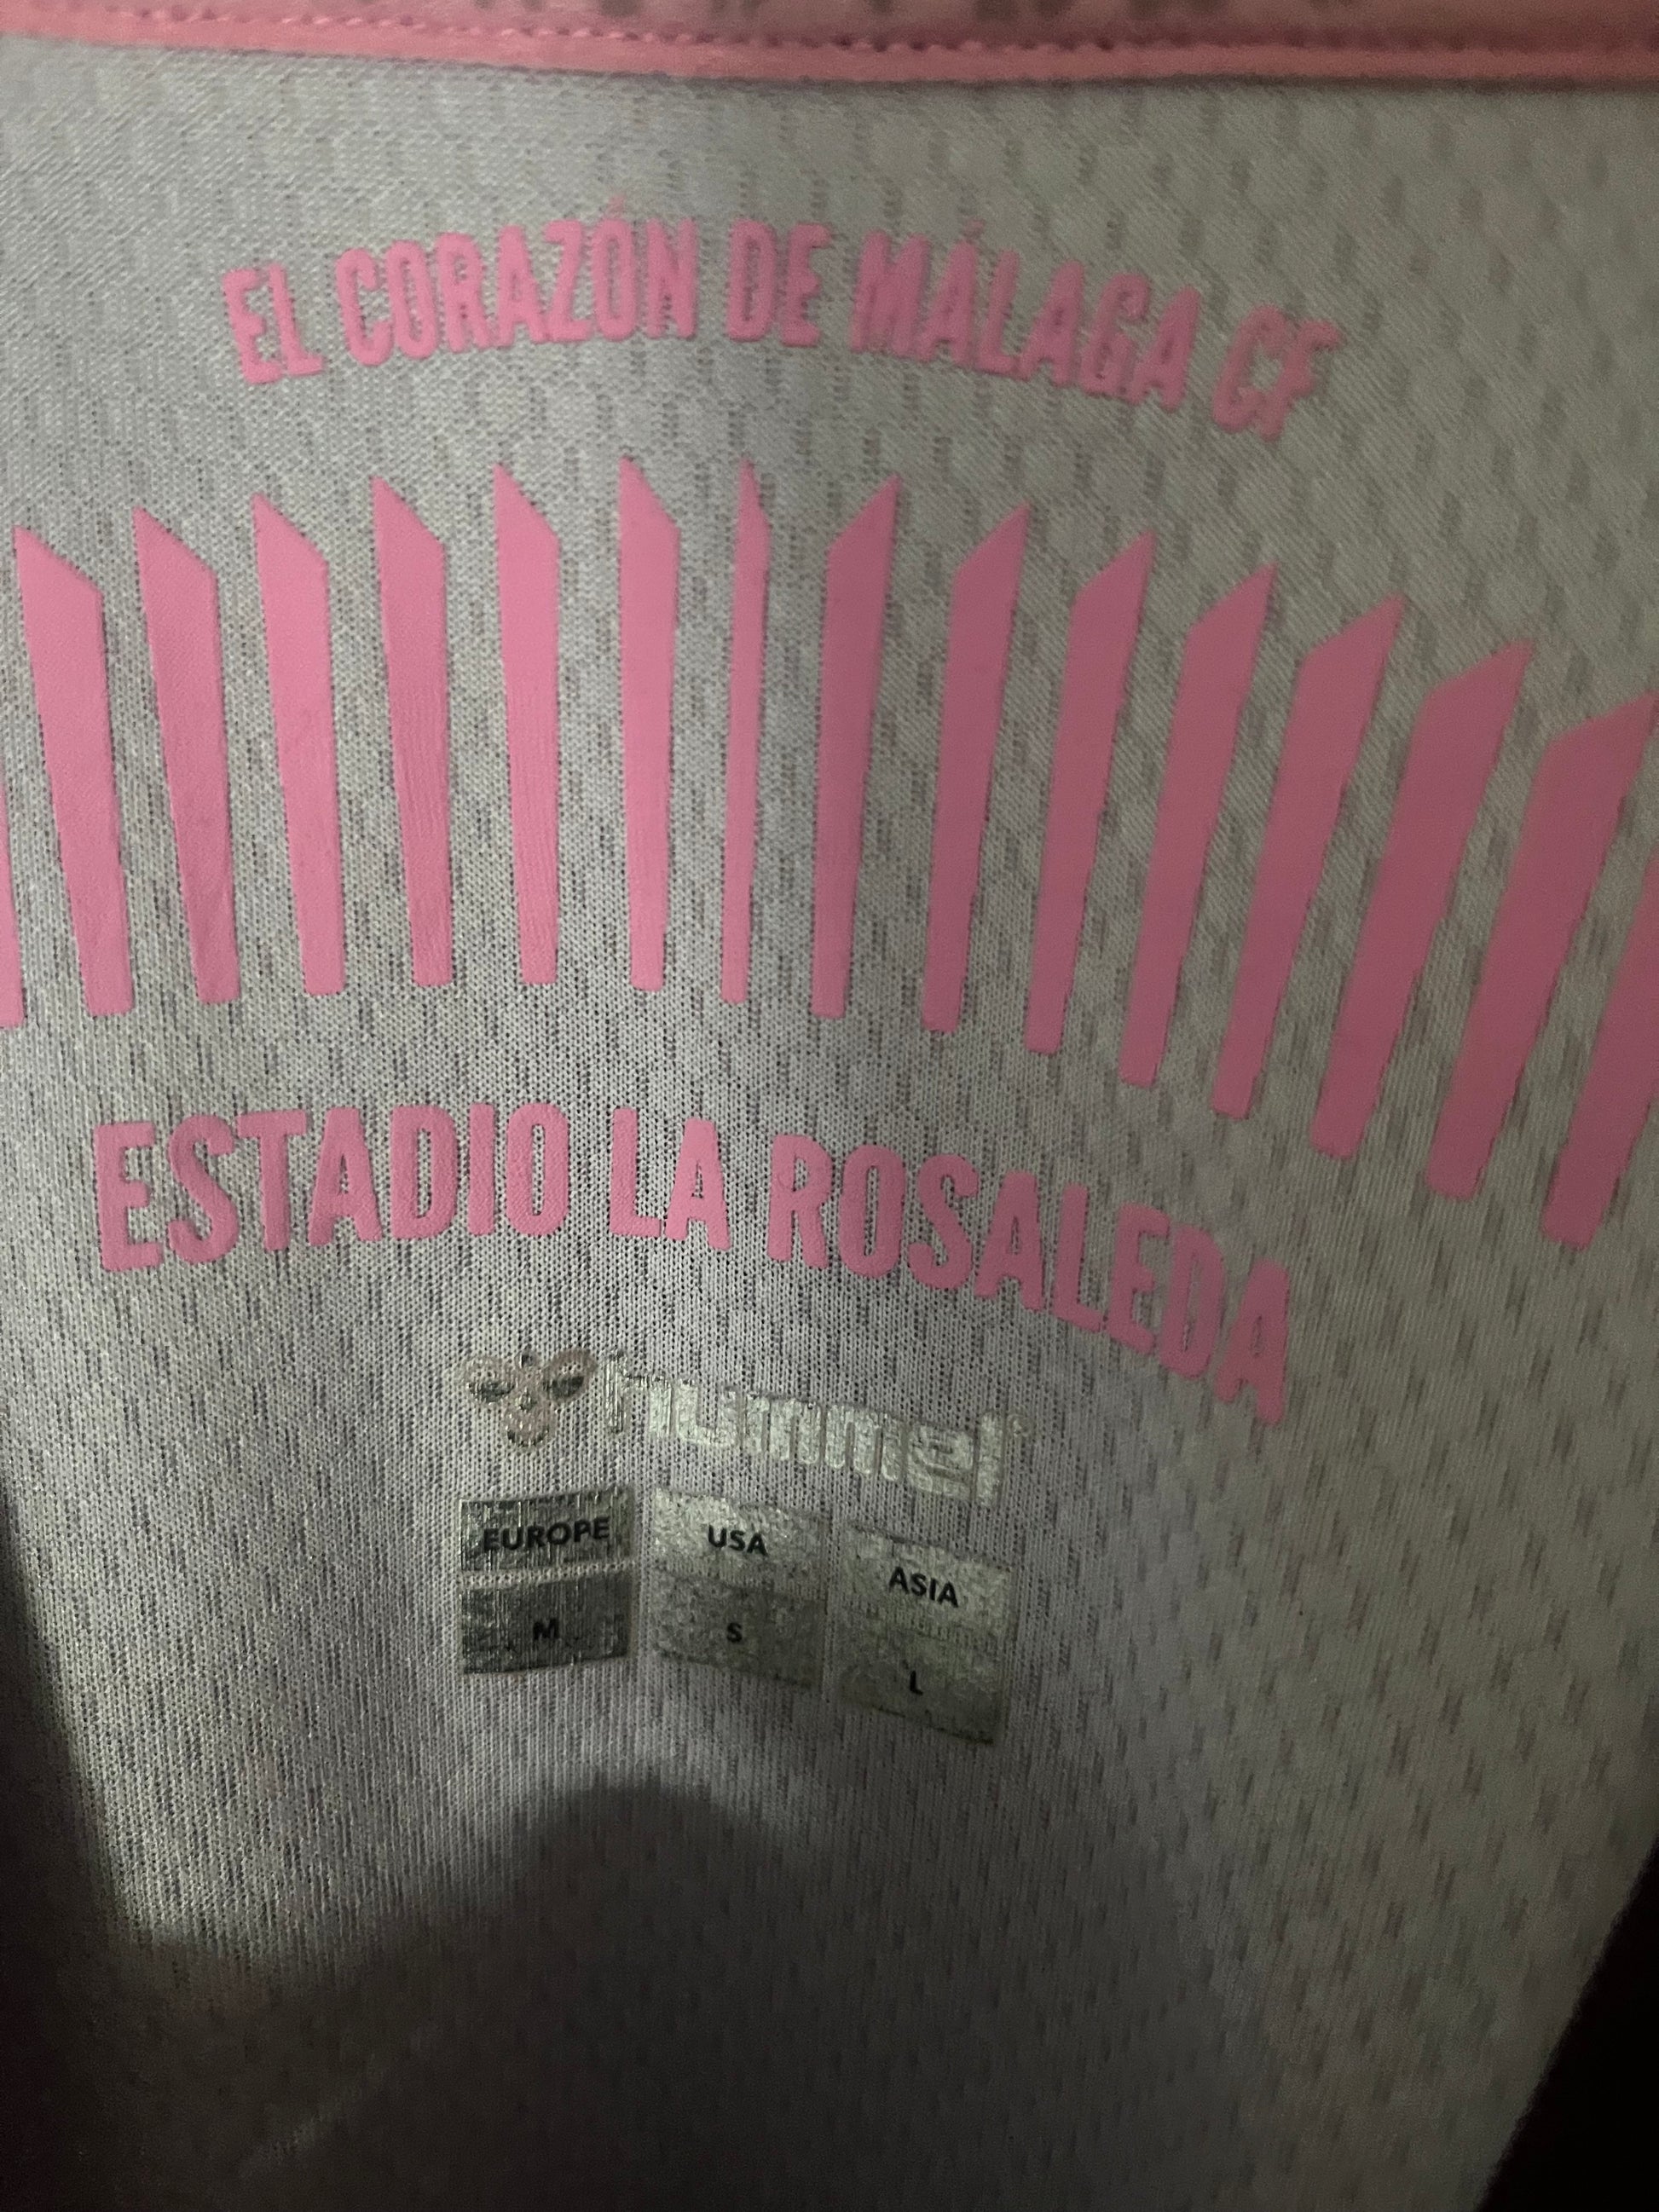 EL CORAZÓN DE MÁLAGA CF
ESTADIO LA ROSALEDA
hummel
EUROPE USA ASIA
M S L